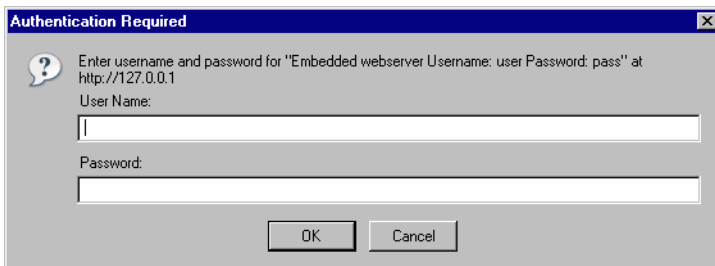 Authentication Required
Enter username and password for "Embedded webserver Username: user Password: pass" at
http://127.0.0.1
User Name:
Password:
OK Cancel